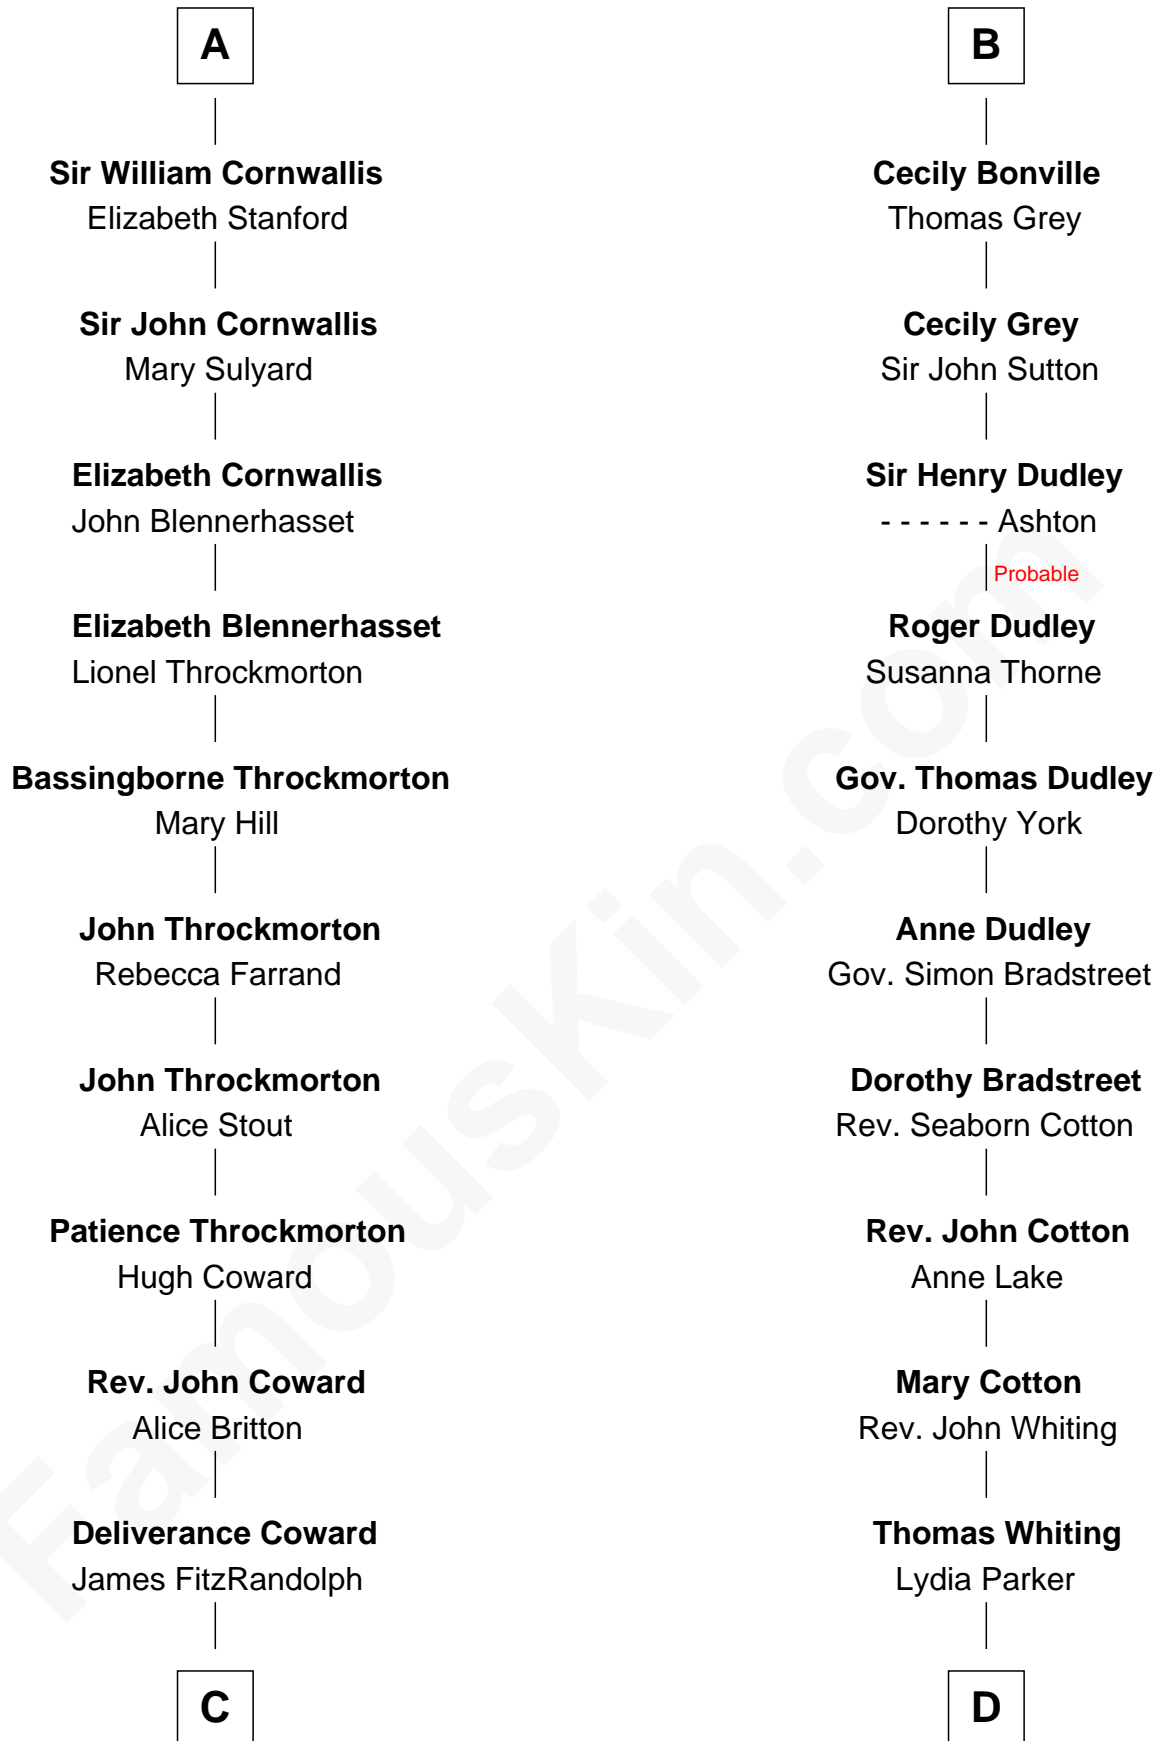 A
Sir William Cornwallis
Elizabeth Stanford
Sir John Cornwallis
Mary Sulyard
Elizabeth Cornwallis
John Blennerhasset
Elizabeth Blennerhasset
Lionel Throckmorton
Bassingborne Throckmorton
Mary Hill
John Throckmorton
Rebecca Farrand
John Throckmorton
Alice Stout
Patience Throckmorton
Hugh Coward
Rev. John Coward
Alice Britton
Deliverance Coward
James FitzRandolph
C
B
Cecily Bonville
Thomas Grey
Cecily Grey
Sir John Sutton
Sir Henry Dudley
- - - - - - Ashton
Probable
Roger Dudley
Susanna Thorne
Gov. Thomas Dudley
Dorothy York
Anne Dudley
Gov. Simon Bradstreet
Dorothy Bradstreet
Rev. Seaborn Cotton
Rev. John Cotton
Anne Lake
Mary Cotton
Rev. John Whiting
Thomas Whiting
Lydia Parker
D
FamousKin.com